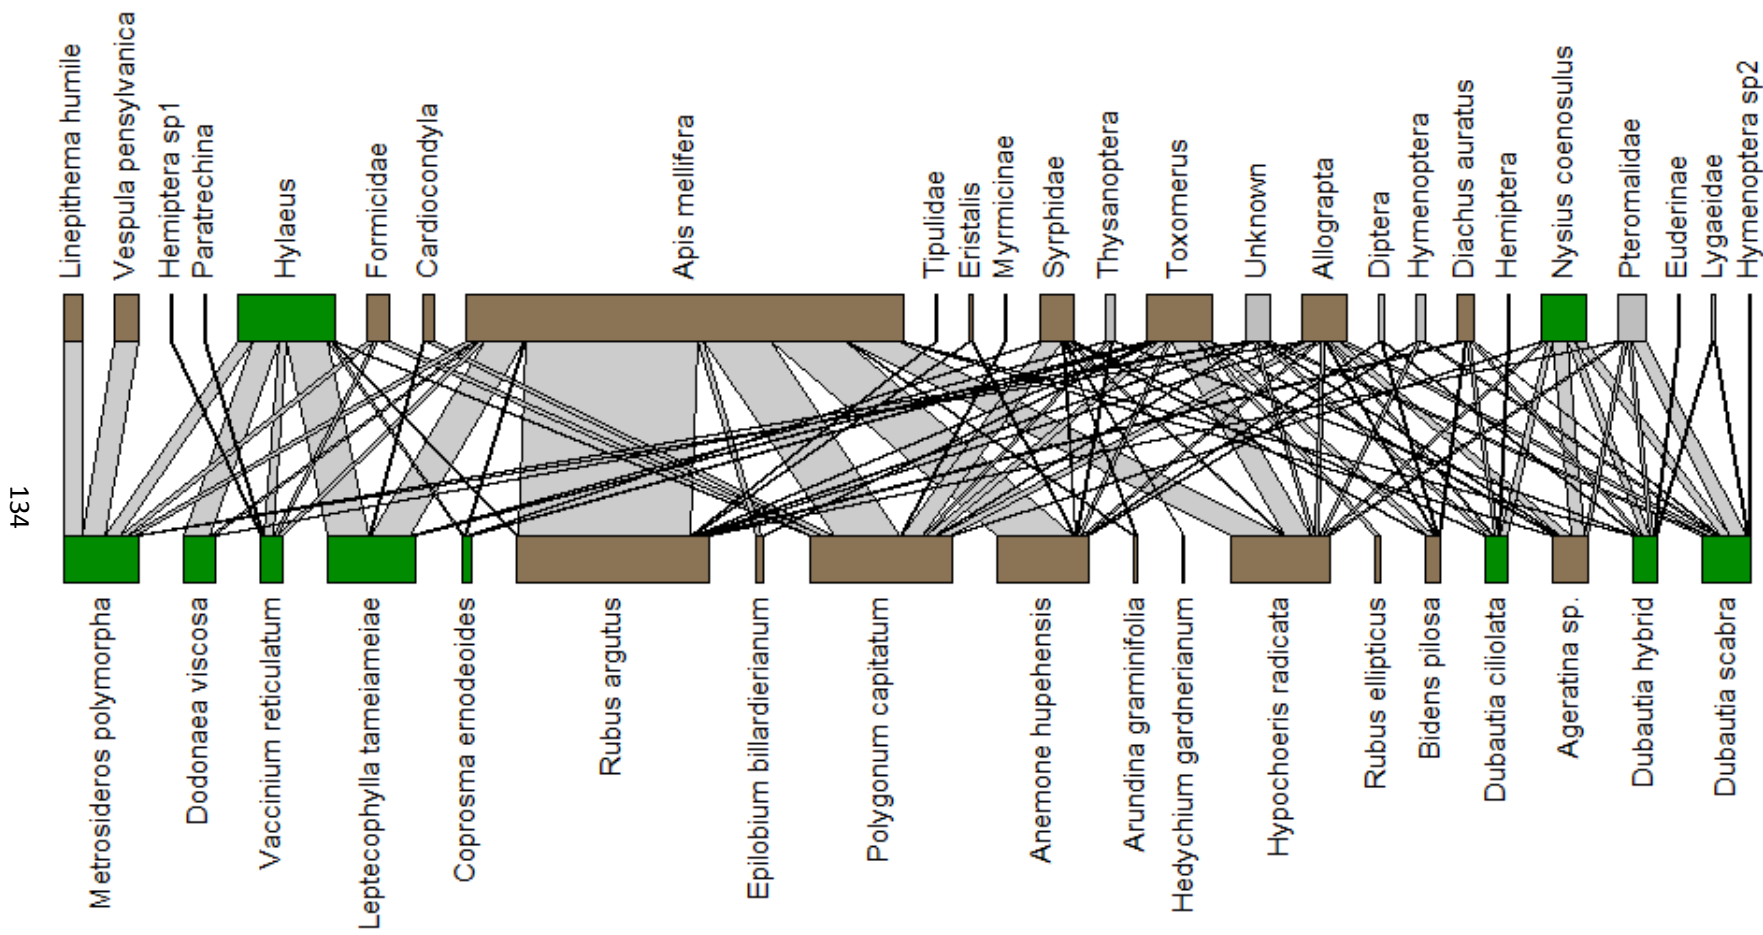 Linepithema humile
Vespula pensylvanica
Hemiptera sp1
Paratrechina
Hylaeus
Formicidae
Cardiocondyla
Apis mellifera
Tipulidae
Eristalis
Myrmicinae
Syrphidae
Thysanoptera
Toxomerus
Unknown
Allograpta
Diptera
Hymenoptera
Diachus auratus
Hemiptera
Nysius coenosulus
Pteromalidae
Euderinae
Lygaeidae
Hymenoptera sp2
Metrosideros polymorpha
Dodonaea viscosa
Vaccinium reticulatum
Leptecophylla tameiameiae
Coprosma ernodeoides
Rubus argutus
Epilobium billardierianum
Polygonum capitatum
Anemone hupehensis
Arundina graminifolia
Hedychium gardnerianum
Hypochoeris radicata
Rubus ellipticus
Bidens pilosa
Dubautia ciliolata
Ageratina sp.
Dubautia hybrid
Dubautia scabra
134